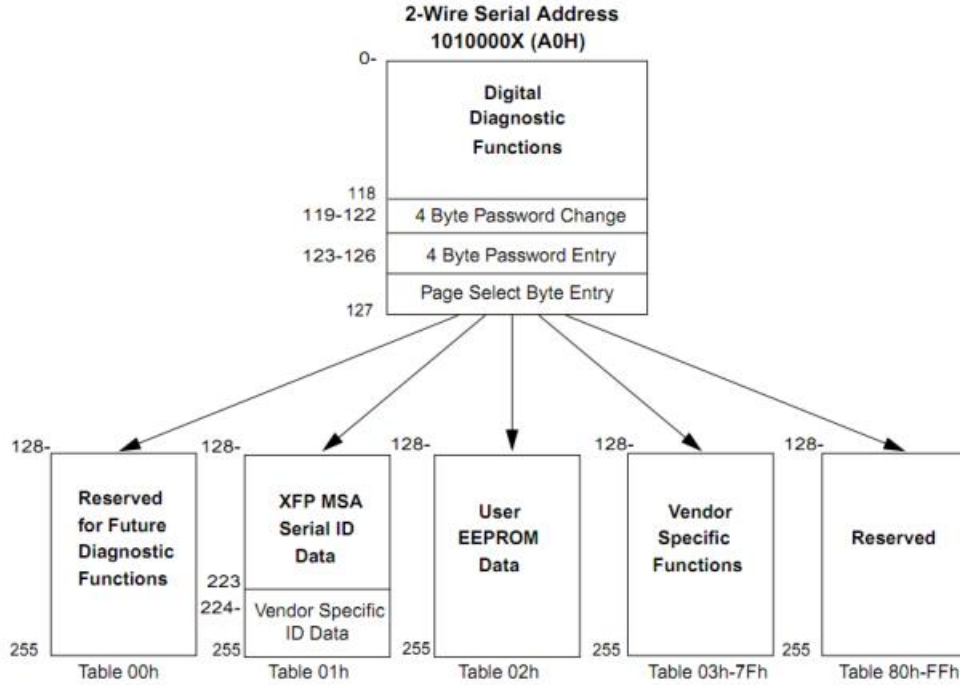 2-Wire Serial Address
1010000X (A0H)
0-
Digital
Diagnostic
Functions
118
119-122
4 Byte Password Change
123-126
4 Byte Password Entry
Page Select Byte Entry
127
128-
Reserved
for Future
Diagnostic
Functions
255
Table 00h
128-
XFP MSA
Serial ID
Data
223
224-
Vendor Specific
ID Data
255
Table 01h
128-
User
EEPROM
Data
255
Table 02h
128-
Vendor
Specific
Functions
255
Table 03h-7Fh
128-
Reserved
255
Table 80h-FFh